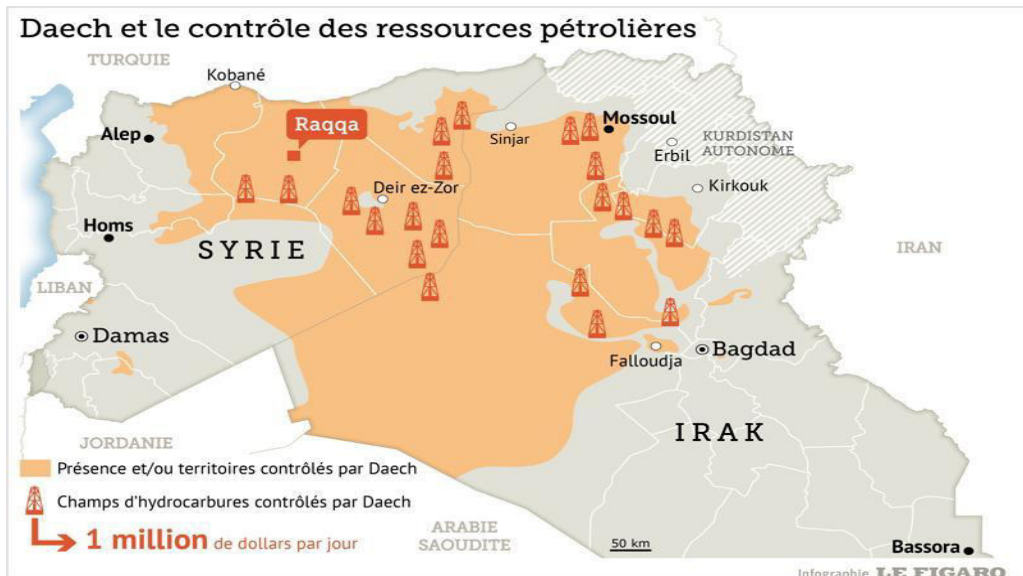 Daech et le contrôle des ressources pétrolières
TURQUIE
Kobané
Alep
Raqqa
Sinjar
Mossoul
KURDISTAN
AUTONOME
Erbil
Deir ez-Zor
Kirkouk
Homs
SYRIE
IRAN
LIBAN
Damas
Falloudja
Bagdad
IRAK
JORDANIE
Présence et/ou territoires contrôlés par Daech
Champs d'hydrocarbures contrôlés par Daech
1 million de dollars par jour
ARABIE
SAOUDITE
50 km
Bassora
Infographie LE FIGARO